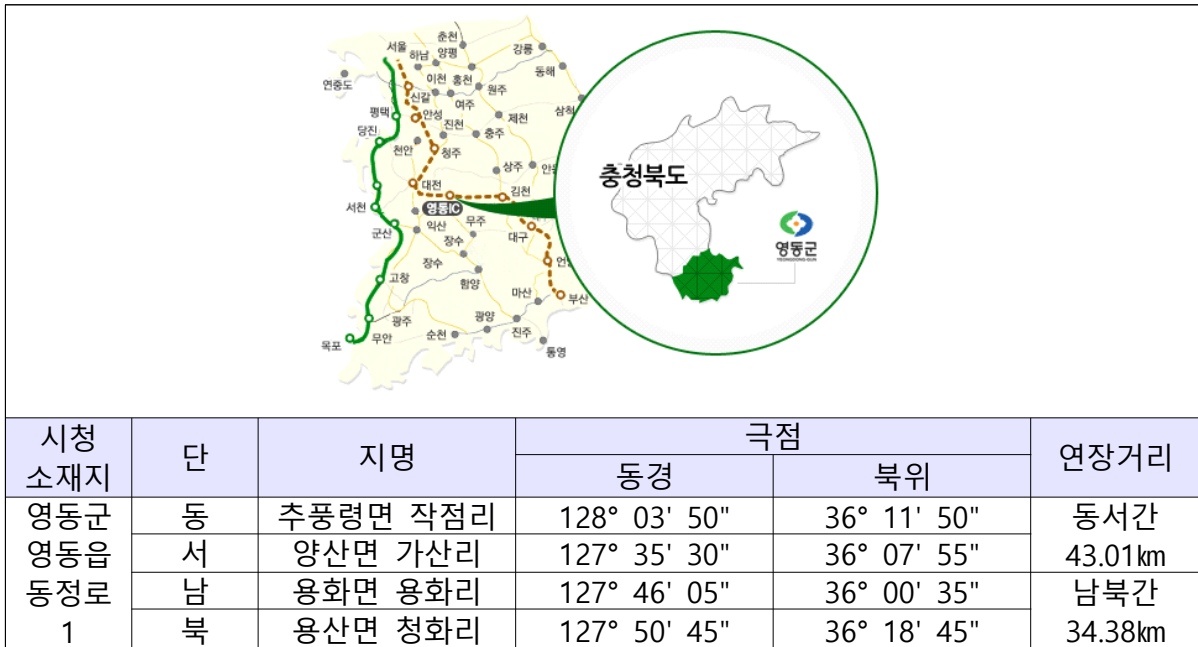 춘천
서울
하남
양평
강릉
연중도
이천
홍천
원주
동해
신갈
여주
삼척
평택
안성
진천
제천
당진
충주
천안
청주
상주
대전
김천
서천
영동IC
무주
군산
익산
장수
대구
장수
고창
함양
마산
부산
광주
광양
순천
진주
목포
무안
통영
충청북도
영동군
YEONGDONG-GUN
시청 소재지 단 지명 극점 연장거리
동경 북위
영동군 동 추풍령면 작점리 128° 03' 50" 36° 11' 50" 동서간
영동읍 서 양산면 가산리 127° 35' 30" 36° 07' 55" 43.01㎞
동정로 남 용화면 용화리 127° 46' 05" 36° 00' 35" 남북간
1 북 용산면 청화리 127° 50' 45" 36° 18' 45" 34.38㎞